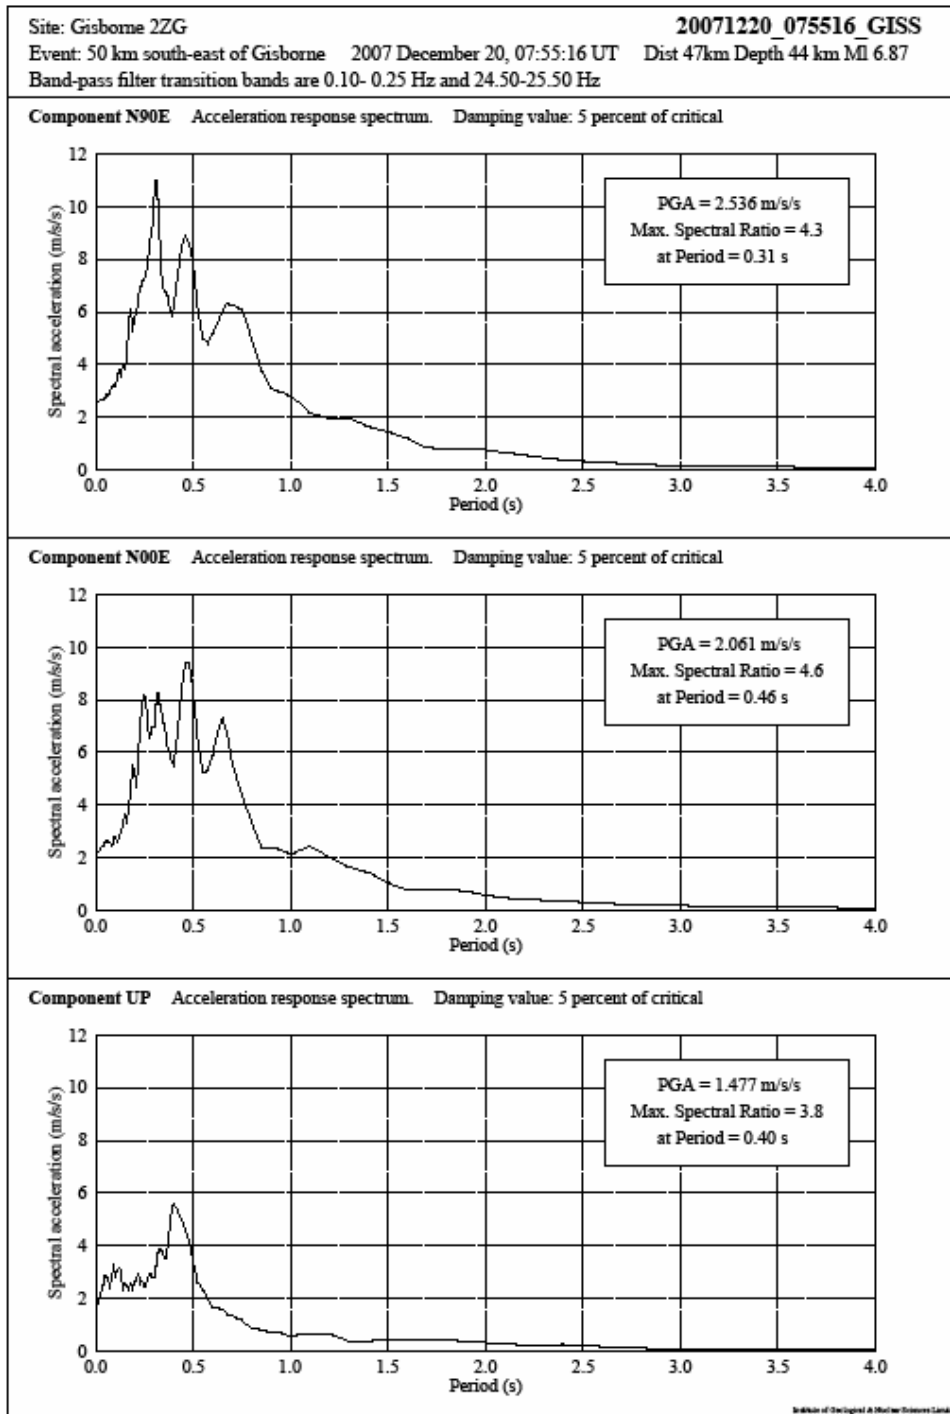 Site: Gisborne 2ZG 20071220_075516_GISS
Event: 50 km south-east of Gisborne 2007 December 20, 07:55:16 UT Dist 47km Depth 44 km Ml 6.87
Band-pass filter transition bands are 0.10- 0.25 Hz and 24.50-25.50 Hz
Component N90E Acceleration response spectrum. Damping value: 5 percent of critical
Spectral acceleration (m/s/s)
12
10
8
6
4
2
0
PGA = 2.536 m/s/s
Max. Spectral Ratio = 4.3
at Period = 0.31 s
0.0 0.5 1.0 1.5 2.0 2.5 3.0 3.5 4.0
Period (s)
Component N00E Acceleration response spectrum. Damping value: 5 percent of critical
Spectral acceleration (m/s/s)
12
10
8
6
4
2
0
PGA = 2.061 m/s/s
Max. Spectral Ratio = 4.6
at Period = 0.46 s
0.0 0.5 1.0 1.5 2.0 2.5 3.0 3.5 4.0
Period (s)
Component UP Acceleration response spectrum. Damping value: 5 percent of critical
Spectral acceleration (m/s/s)
12
10
8
6
4
2
0
PGA = 1.477 m/s/s
Max. Spectral Ratio = 3.8
at Period = 0.40 s
0.0 0.5 1.0 1.5 2.0 2.5 3.0 3.5 4.0
Period (s)
Institute of Geological & Nuclear Sciences